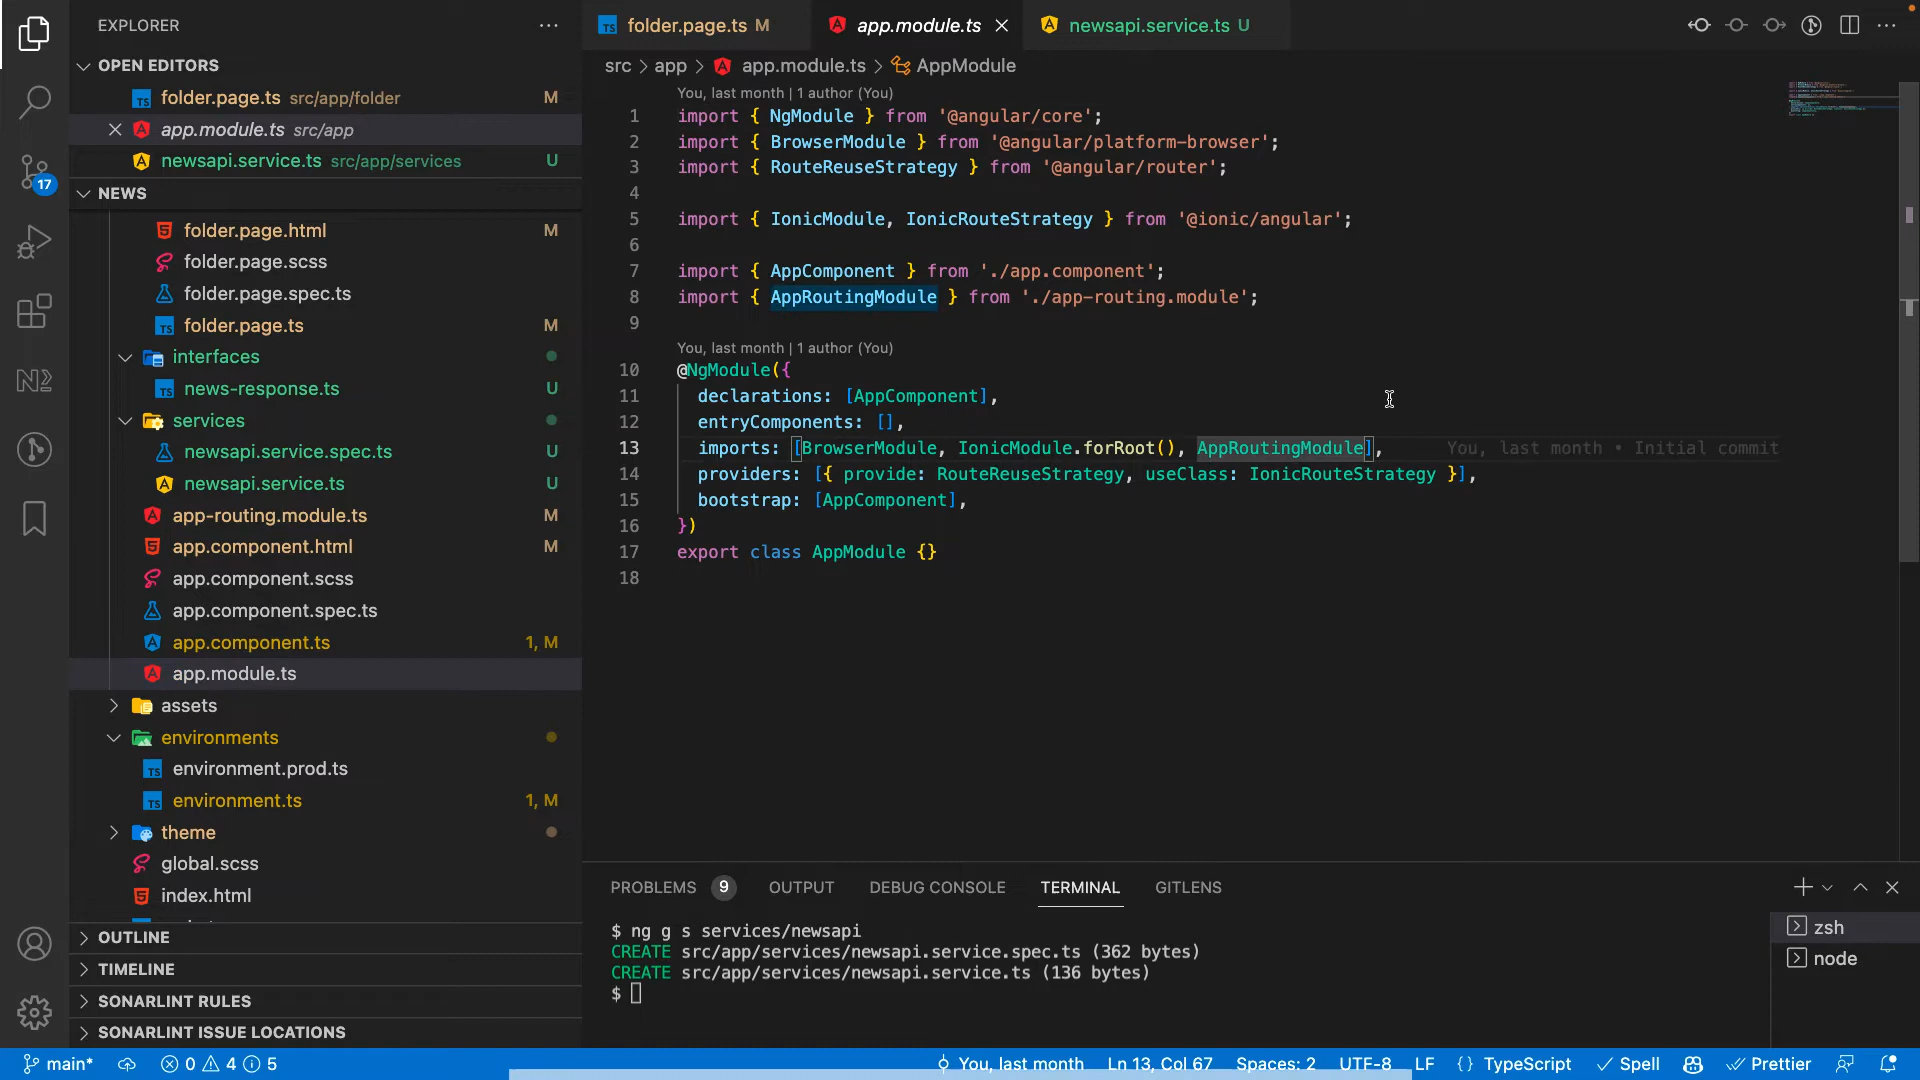 EXPLORER
OPEN EDITORS
folder.page.ts src/app/folder M
app.module.ts src/app
newsapi.service.ts src/app/services U
NEWS
folder.page.html M
folder.page.scss
folder.page.spec.ts
folder.page.ts M
interfaces
news-response.ts U
services
newsapi.service.spec.ts U
newsapi.service.ts U
app-routing.module.ts M
app.component.html M
app.component.scss
app.component.spec.ts
app.component.ts 1, M
app.module.ts
assets
environments
environment.prod.ts
environment.ts 1, M
theme
global.scss
index.html
OUTLINE
TIMELINE
SONARLINT RULES
SONARLINT ISSUE LOCATIONS
17
folder.page.ts M
app.module.ts
newsapi.service.ts U
src > app > app.module.ts > AppModule
You, last month | 1 author (You)
1 import { NgModule } from '@angular/core';
2 import { BrowserModule } from '@angular/platform-browser';
3 import { RouteReuseStrategy } from '@angular/router';
4
5 import { IonicModule, IonicRouteStrategy } from '@ionic/angular';
6
7 import { AppComponent } from './app.component';
8 import { AppRoutingModule } from './app-routing.module';
9
You, last month | 1 author (You)
10 @NgModule({
11 declarations: [AppComponent],
12 entryComponents: [],
13 imports: [BrowserModule, IonicModule.forRoot(), AppRoutingModule], You, last month • Initial commit
14 providers: [{ provide: RouteReuseStrategy, useClass: IonicRouteStrategy }],
15 bootstrap: [AppComponent],
16 })
17 export class AppModule {}
18
PROBLEMS 9 OUTPUT DEBUG CONSOLE TERMINAL GITLENS
$ ng g s services/newsapi
CREATE src/app/services/newsapi.service.spec.ts (362 bytes)
CREATE src/app/services/newsapi.service.ts (136 bytes)
$
zsh
node
main* 0 4 5 You, last month Ln 13, Col 67 Spaces: 2 UTF-8 LF {} TypeScript Spell Prettier